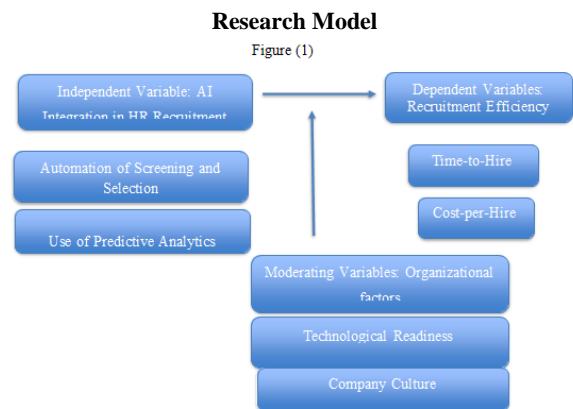 Research Model
Figure (1)
Independent Variable: AI
Integration in HR Recruitment
Dependent Variables:
Recruitment Efficiency
Automation of Screening and
Selection
Time-to-Hire
Use of Predictive Analytics
Cost-per-Hire
Moderating Variables: Organizational
factors
Technological Readiness
Company Culture